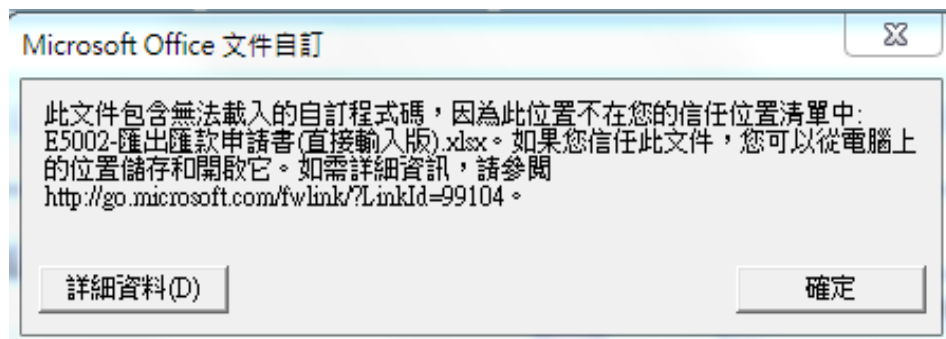 Microsoft Office 文件自訂
此文件包含無法載入的自訂程式碼，因為此位置不在您的信任位置清單中:
E5002-匯出匯款申請書(直接輸入版).xlsx。如果您信任此文件，您可以從電腦上
的位置儲存和開啟它。如需詳細資訊，請參閱
http://go.microsoft.com/fwlink/?LinkId=99104。
詳細資料(D)
確定